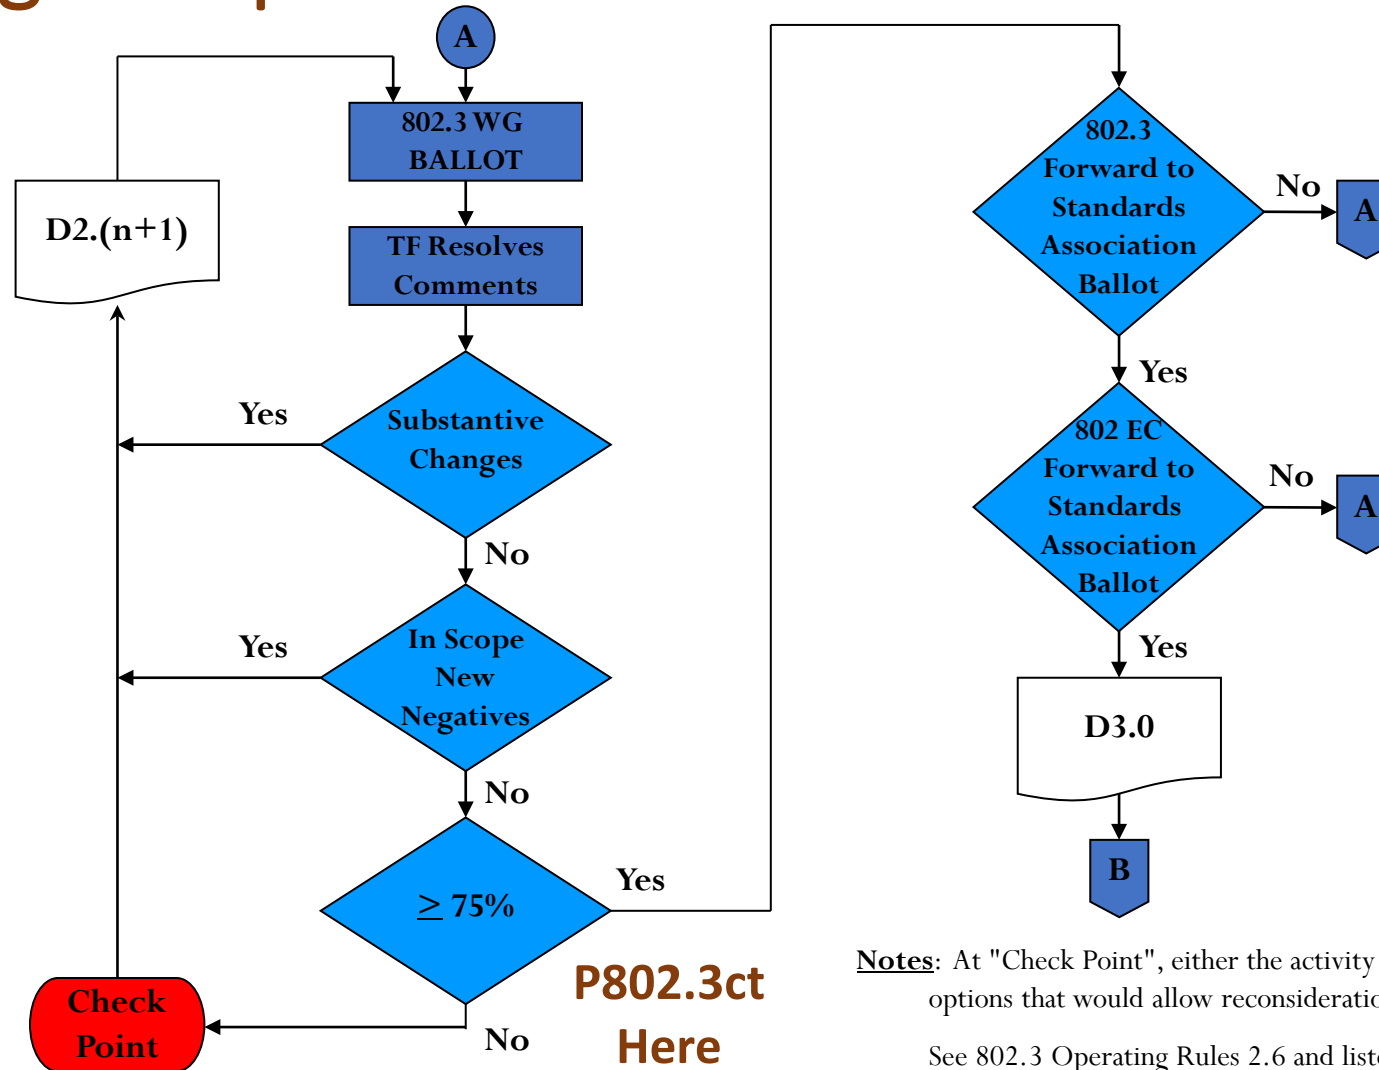 A
802.3 WG
BALLOT
D2.(n+1)
TF Resolves
Comments
Yes
Substantive
Changes
No
Yes
In Scope
New
Negatives
No
≥ 75%
Yes
Check
Point
No
P802.3ct
Here
802.3
Forward to
Standards
Association
Ballot
No
A
Yes
802 EC
Forward to
Standards
Association
Ballot
No
A
Yes
D3.0
B
Notes: At "Check Point", either the activity
options that would allow
See 802.3 Operating Rules 2.6 and